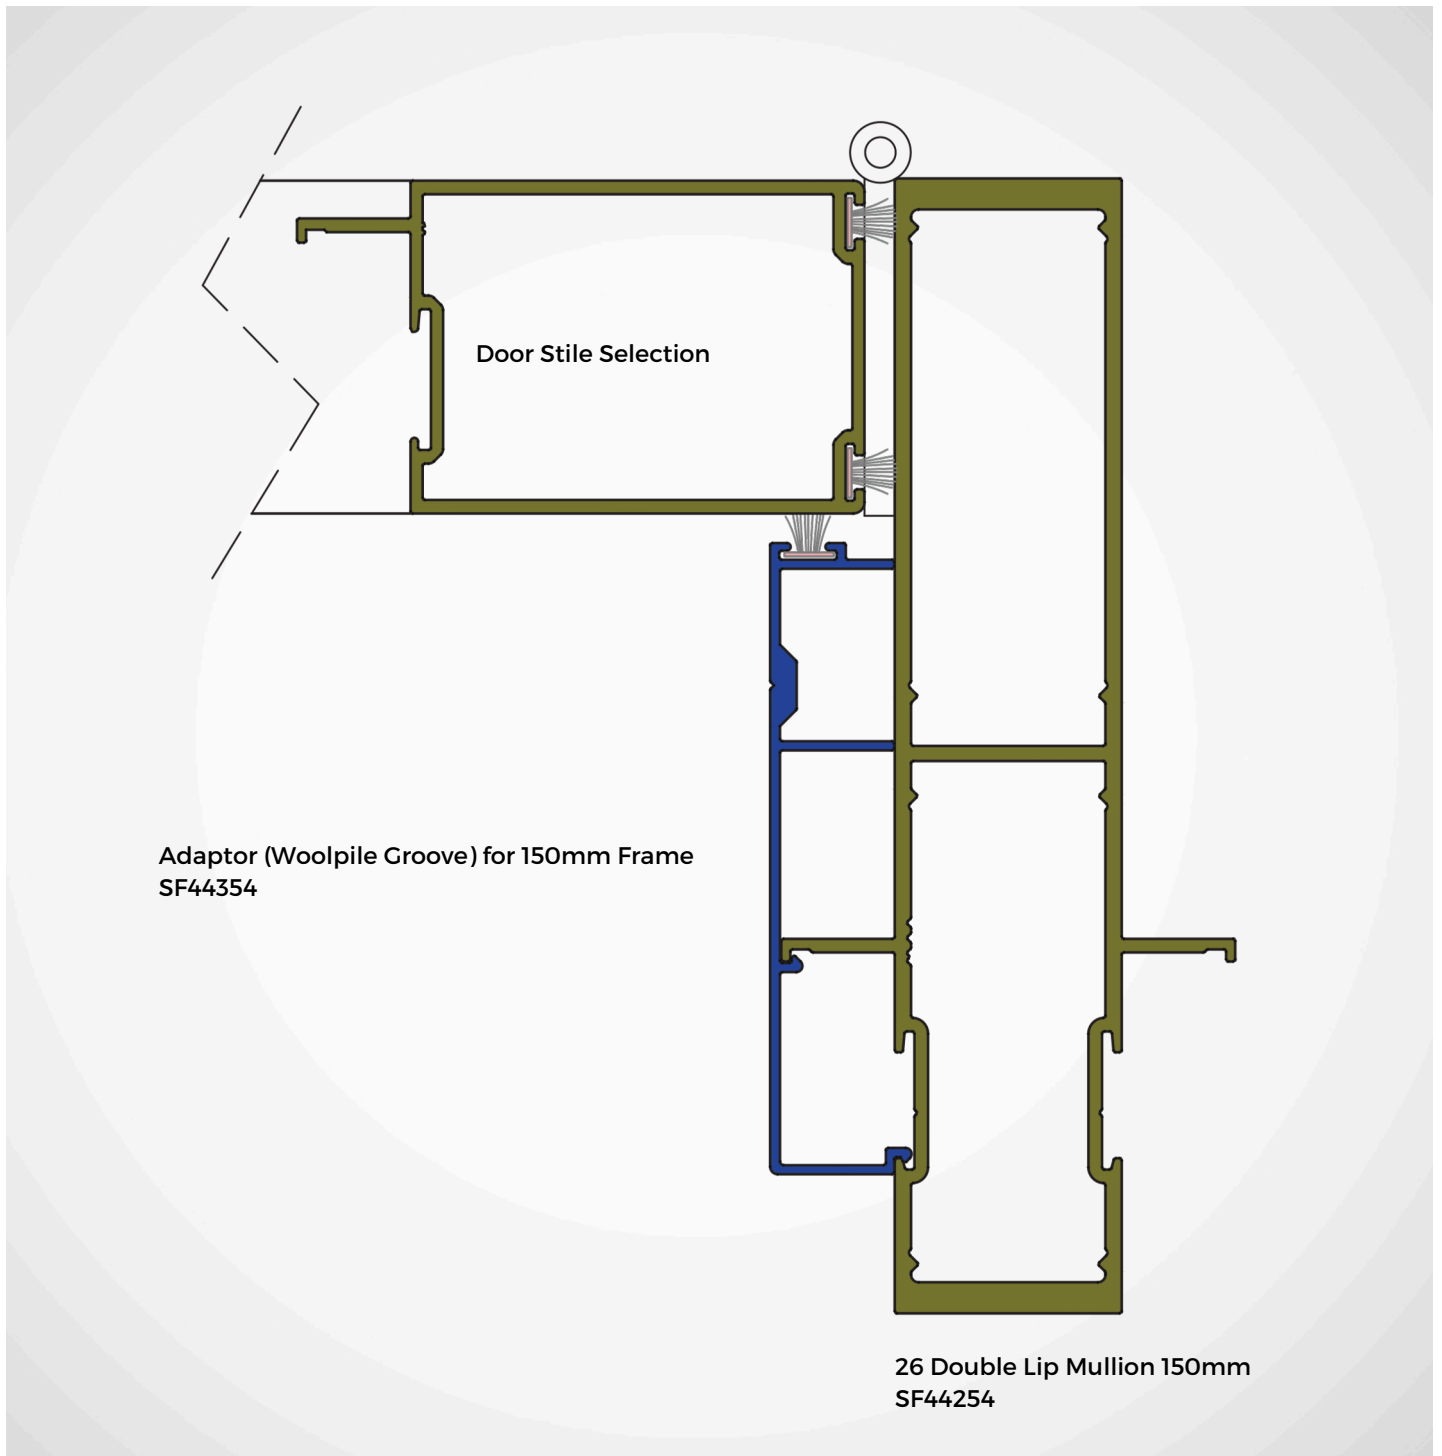 Door Stile Selection
Adaptor (Woolpile Groove) for 150mm Frame
SF44354
26 Double Lip Mullion 150mm
SF44254